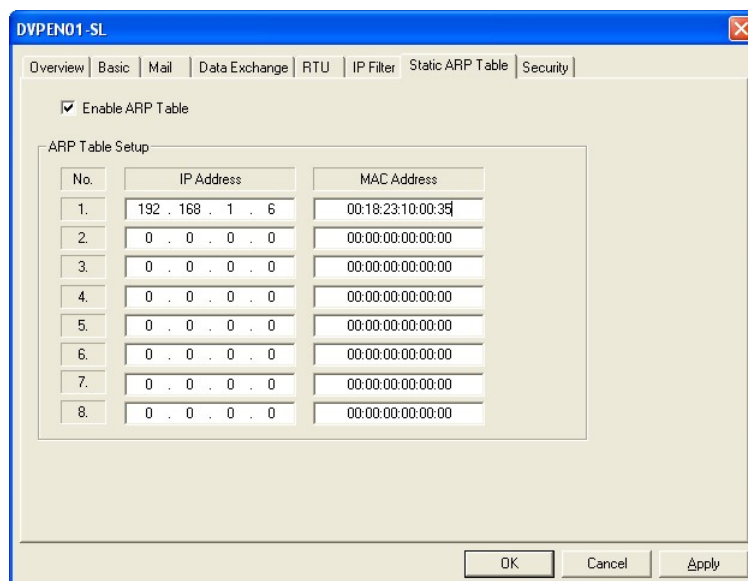 DVPEN01-SL
Overview Basic Mail Data Exchange RTU IP Filter Static ARP Table Security
Enable ARP Table
ARP Table Setup
No. IP Address MAC Address
1. 192 . 168 . 1 . 6 00:18:23:10:00:35
2. 0 . 0 . 0 . 0 00:00:00:00:00:00
3. 0 . 0 . 0 . 0 00:00:00:00:00:00
4. 0 . 0 . 0 . 0 00:00:00:00:00:00
5. 0 . 0 . 0 . 0 00:00:00:00:00:00
6. 0 . 0 . 0 . 0 00:00:00:00:00:00
7. 0 . 0 . 0 . 0 00:00:00:00:00:00
8. 0 . 0 . 0 . 0 00:00:00:00:00:00
OK Cancel Apply